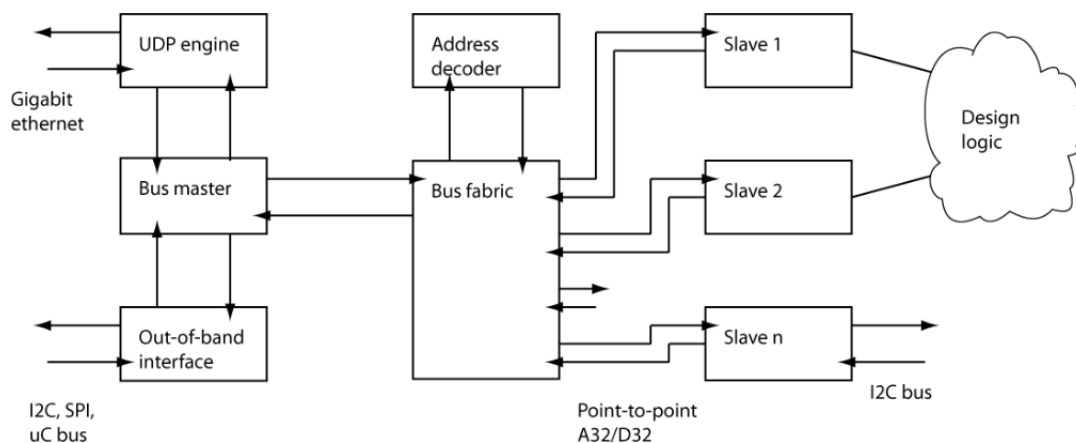 UDP engine
Address
decoder
Slave 1
Gigabit
ethernet
Design
logic
Bus master
Bus fabric
Slave 2
Out-of-band
interface
Slave n
I2C bus
I2C, SPI,
uC bus
Point-to-point
A32/D32